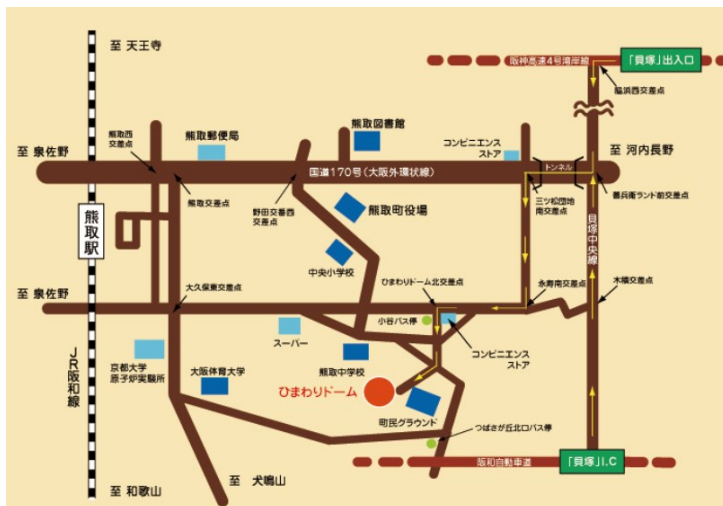 至 天王寺
阪神高速4号湾岸線
「貝塚」出入口
脇浜西交差点
熊取西
交差点
熊取郵便局
熊取図書館
コンビニエンス
ストア
至 泉佐野
国道170号(大阪外環状線)
トンネル
至 河内長野
熊取交差点
野田交番西
交差点
熊取町役場
三ツ松団地
南交差点
善兵衛ランド前交差点
熊取駅
中央小学校
貝塚中央線
ひまわりドーム北交差点
永寿南交差点
木積交差点
至 泉佐野
大久保東交差点
小谷バス停
スーパー
コンビニエンス
ストア
JR阪和線
京都大学
原子炉実験所
大阪体育大学
熊取中学校
ひまわりドーム
町民グラウンド
つばさが丘北口バス停
阪和自動車道
「貝塚」I.C
至 和歌山
至 犬鳴山